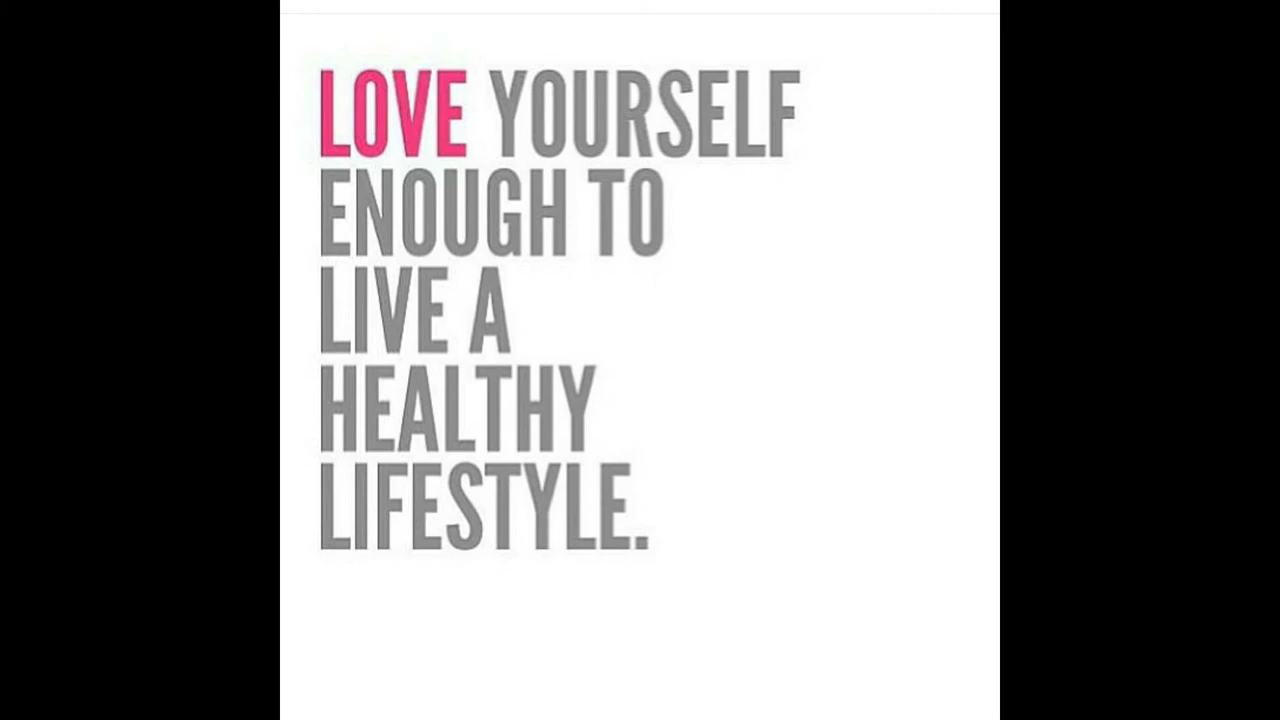 LOVE YOURSELF
ENOUGH TO
LIVE A
HEALTHY
LIFESTYLE.